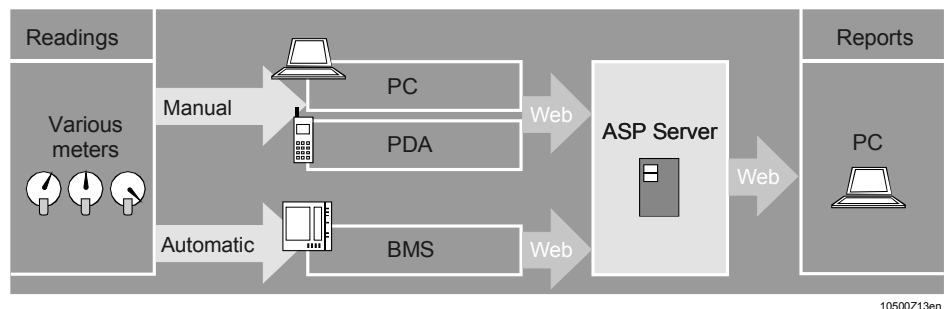 Readings
Various
meters
Manual
Automatic
PC
PDA
BMS
Web
Web
ASP Server
Web
Reports
PC
10500Z13en